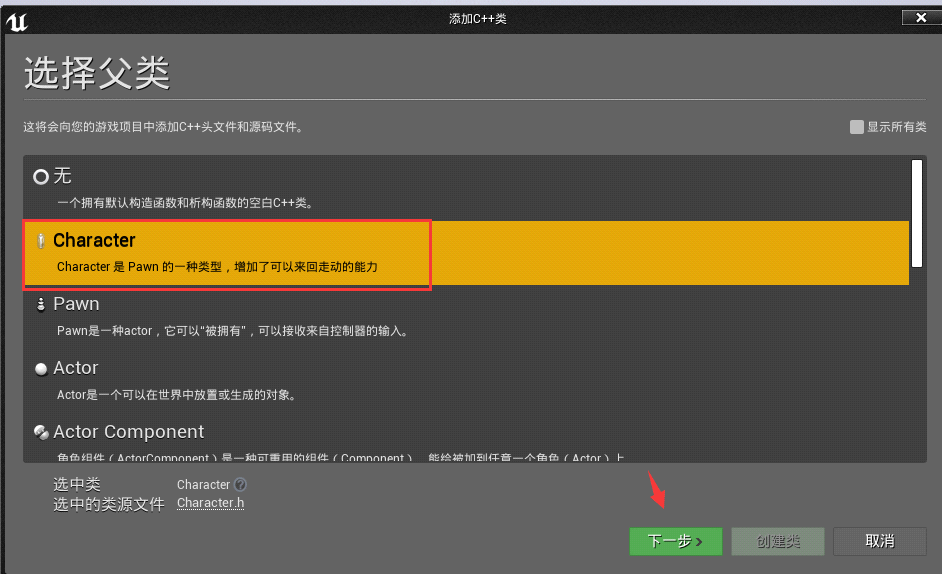 添加C++类
选择父类
这将会向您的游戏项目中添加C++头文件和源码文件。
显示所有类
无
一个拥有默认构造函数和析构函数的空白C++类。
Character
Character 是 Pawn 的一种类型，增加了可以来回走动的能力
Pawn
Pawn是一种actor，它可以"被拥有"，可以接收来自控制器的输入。
Actor
Actor是一个可以在世界中放置或生成的对象。
Actor Component
角色组件（ActorComponent）是一种可重用的组件（Component），能给被加到任意一个角色（Actor）上
选中类 Character
选中的类源文件 Character.h
下一步 >
创建类
取消